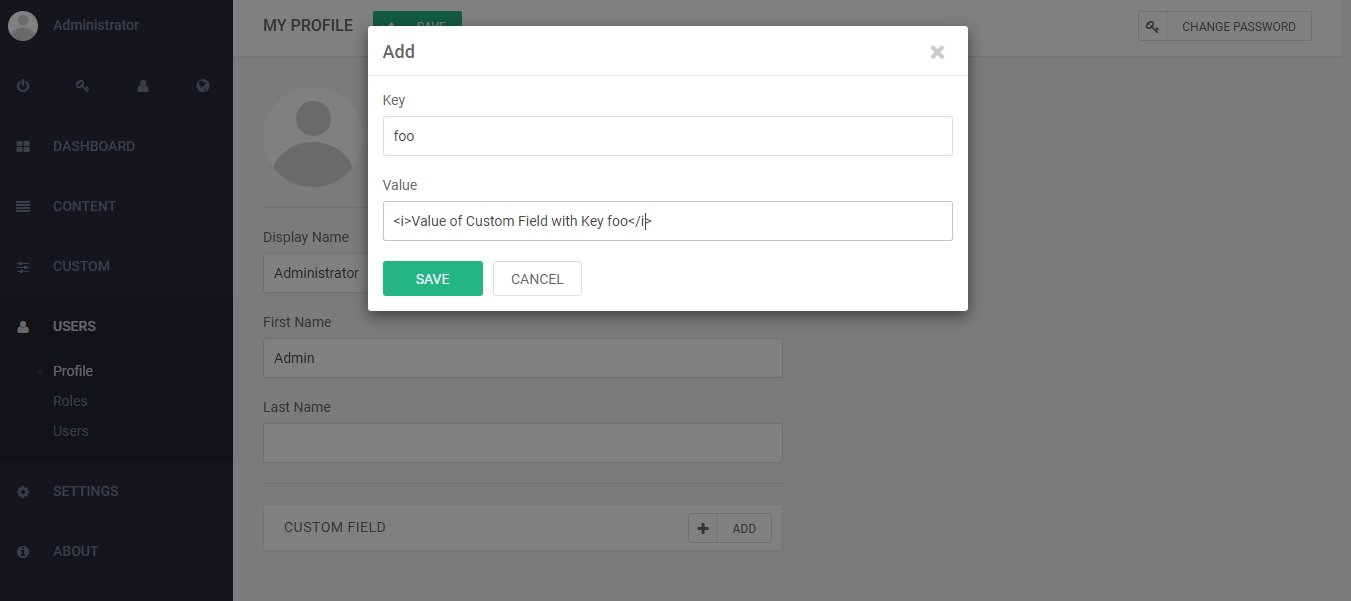 Administrator
MY PROFILE
SAVE
CHANGE PASSWORD
DASHBOARD
CONTENT
CUSTOM
USERS
Profile
Roles
Users
SETTINGS
ABOUT
Add
Key
foo
Value
<i>Value of Custom Field with Key foo</i>
SAVE
CANCEL
Display Name
Administrator
First Name
Admin
Last Name
CUSTOM FIELD
ADD